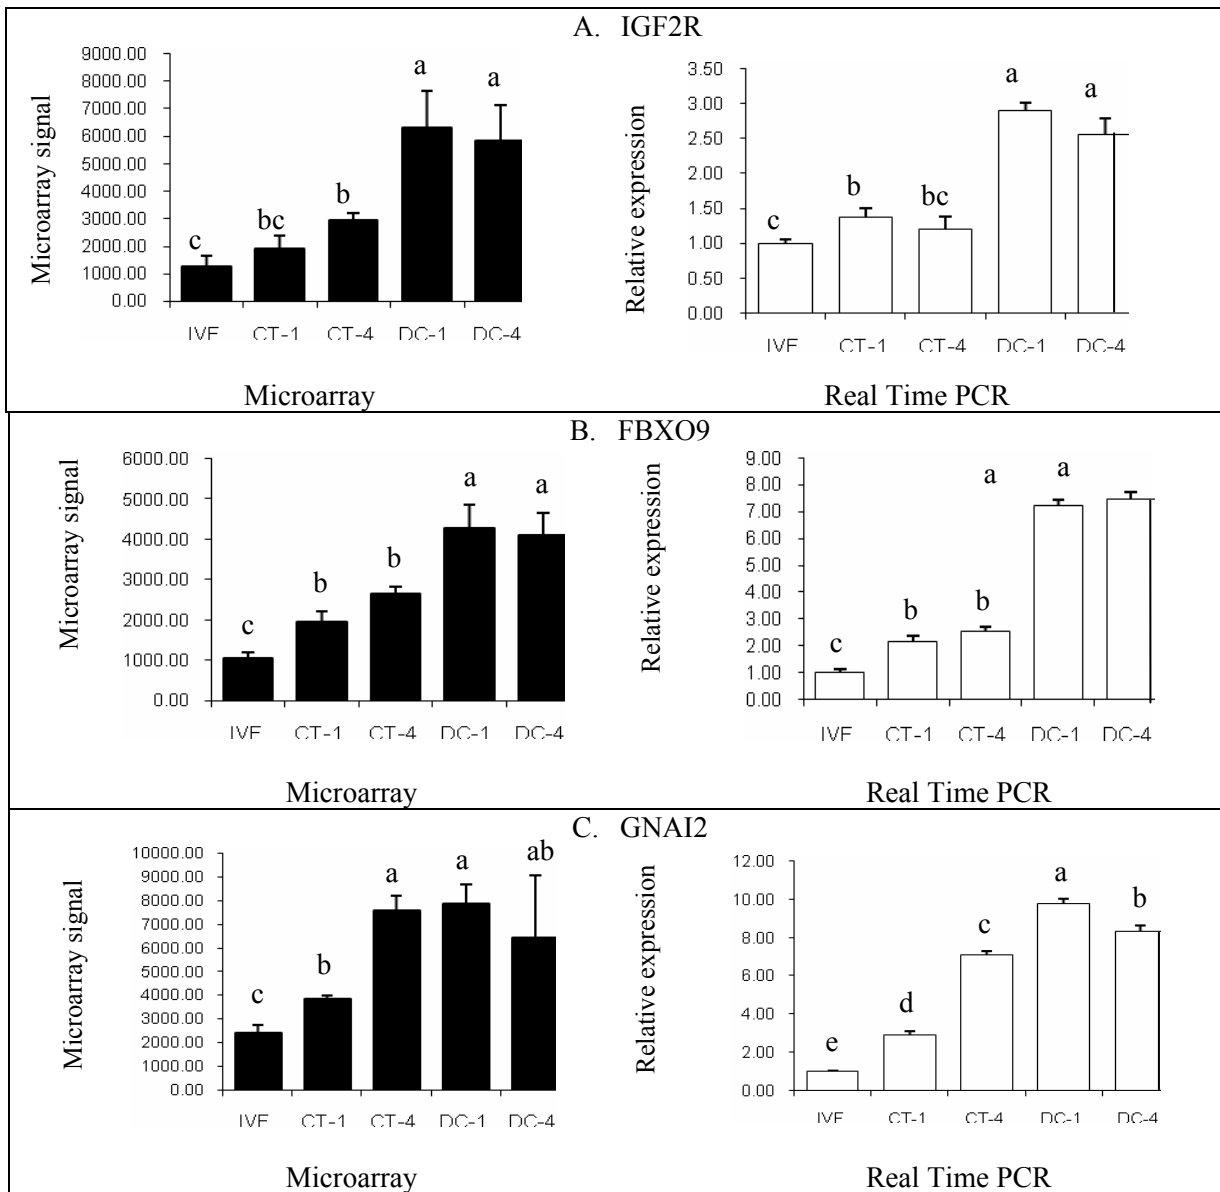 A. IGF2R
Microarray signal
9000.00
8000.00
7000.00
6000.00
5000.00
4000.00
3000.00
2000.00
1000.00
0.00
c
bc
b
a
a
IVF CT-1 CT-4 DC-1 DC-4
Microarray
Relative expression
3.50
3.00
2.50
2.00
1.50
1.00
0.50
0.00
c
b
bc
a
a
IVF CT-1 CT-4 DC-1 DC-4
Real Time PCR
B. FBXO9
Microarray signal
6000.00
5000.00
4000.00
3000.00
2000.00
1000.00
0.00
c
b
b
a
a
IVF CT-1 CT-4 DC-1 DC-4
Microarray
Relative expression
9.00
8.00
7.00
6.00
5.00
4.00
3.00
2.00
1.00
0.00
c
b
b
a
a
IVF CT-1 CT-4 DC-1 DC-4
Real Time PCR
C. GNAI2
Microarray signal
10000.00
9000.00
8000.00
7000.00
6000.00
5000.00
4000.00
3000.00
2000.00
1000.00
0.00
c
b
a
a
ab
IVF CT-1 CT-4 DC-1 DC-4
Microarray
Relative expression
12.00
10.00
8.00
6.00
4.00
2.00
0.00
e
d
c
a
b
IVF CT-1 CT-4 DC-1 DC-4
Real Time PCR